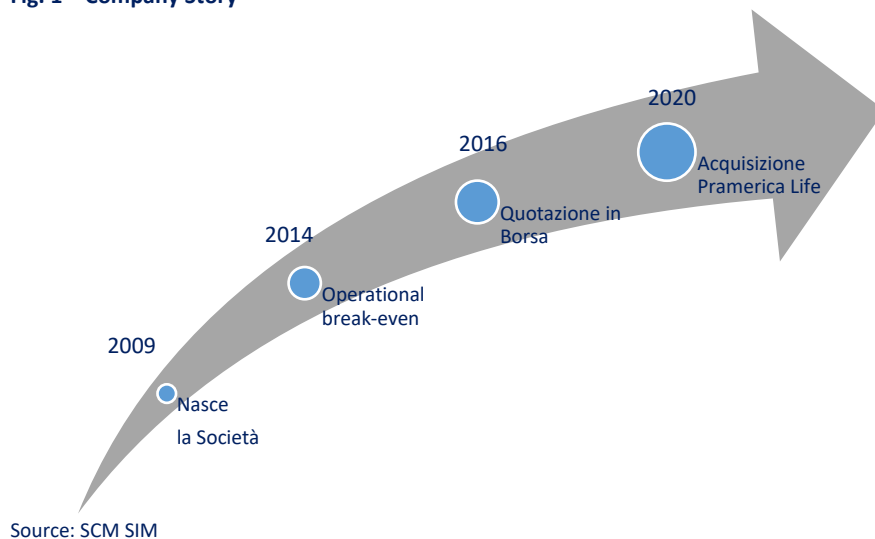 Fig. 1 – Company Story
2009
Nasce
la Società
2014
Operational
break-even
2016
Quotazione in
Borsa
2020
Acquisizione
Pramerica Life
Source: SCM SIM